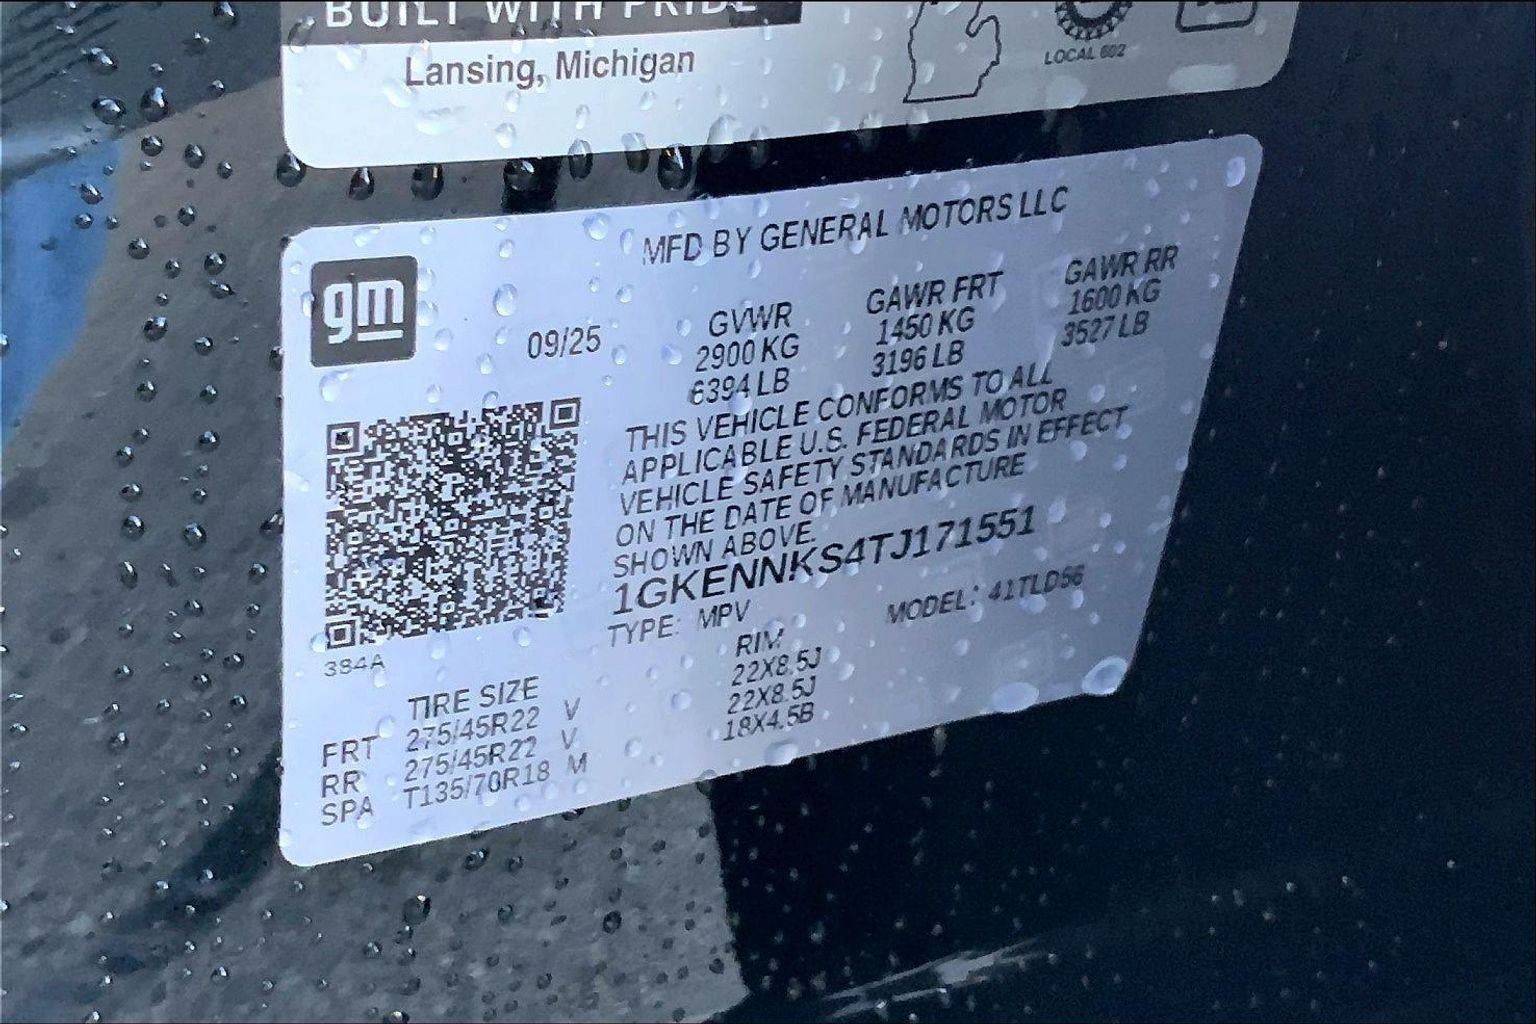 BUILT WITH PRIDE
Lansing, Michigan
LOCAL 602
MFD BY GENERAL MOTORS LLC
gm
09/25
GVWR
2900 KG
6394 LB
GAWR FRT
1450 KG
3196 LB
GAWR RR
1600 KG
3527 LB
THIS VEHICLE CONFORMS TO ALL
APPLICABLE U.S. FEDERAL MOTOR
VEHICLE SAFETY STANDARDS IN EFFECT
ON THE DATE OF MANUFACTURE
SHOWN ABOVE.
1GKENNKS4TJ171551
TYPE: MPV MODEL: 41TLD56
384A
TIRE SIZE RIM
FRT 275/45R22 V 22X8.5J
RR 275/45R22 V 22X8.5J
SPA T135/70R18 M 18X4.5B